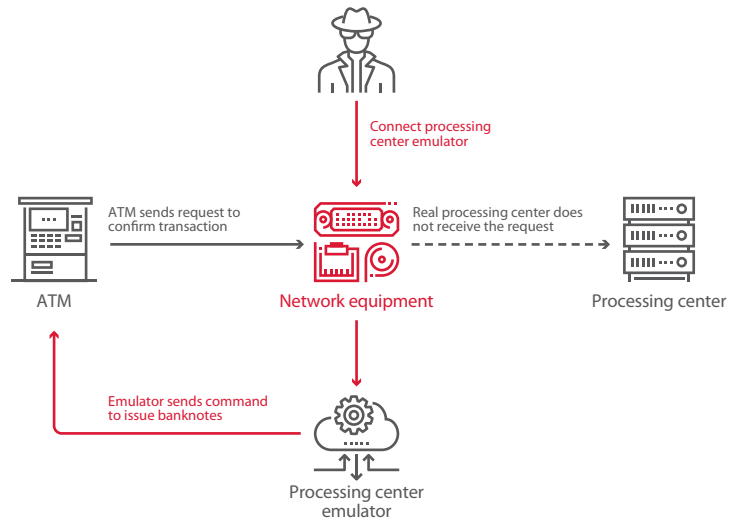 Connect processing
center emulator
ATM sends request to
confirm transaction
Real processing center does
not receive the request
ATM
Network equipment
Processing center
Emulator sends command
to issue banknotes
Processing center
emulator